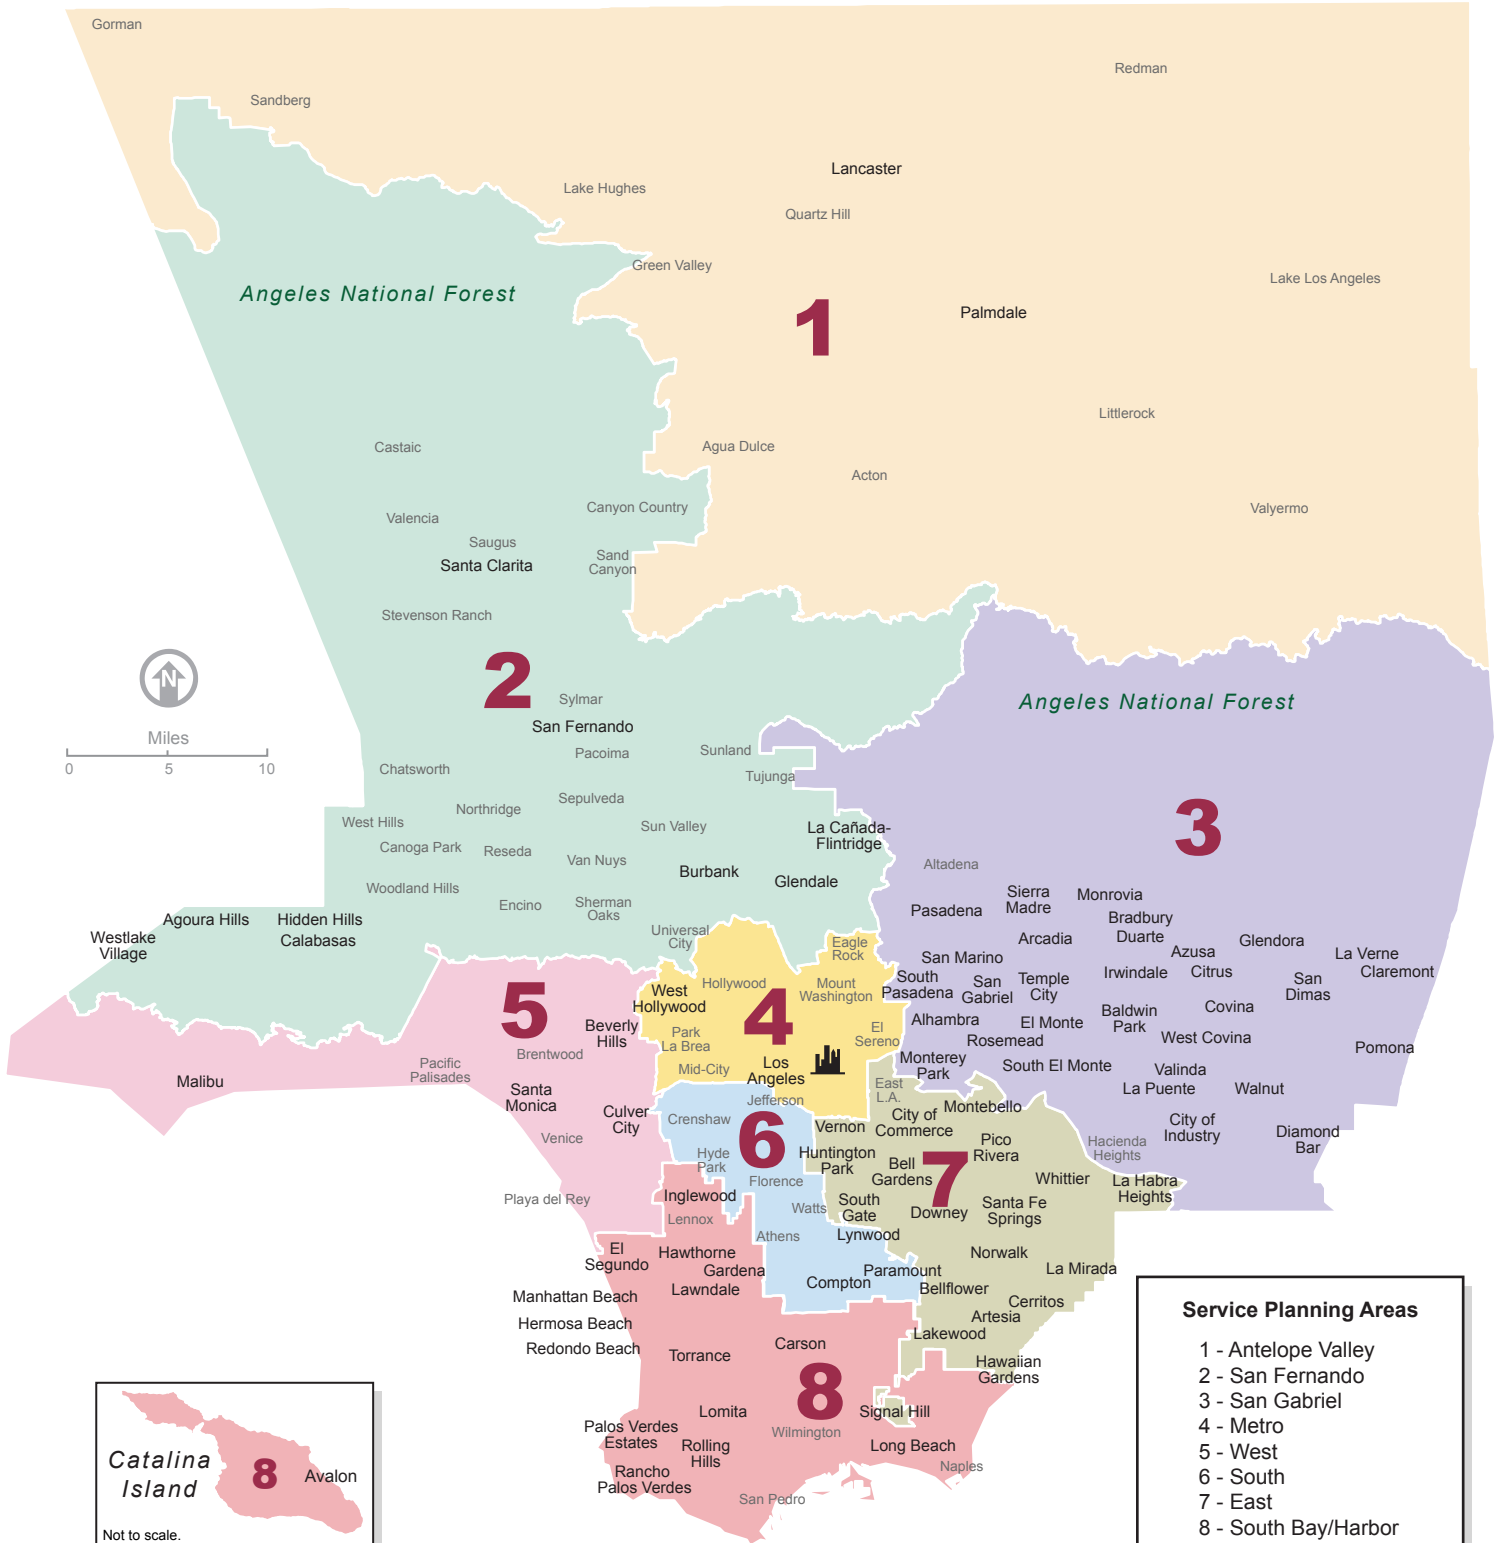 Gorman
Redman
Sandberg
Lancaster
Lake Hughes
Quartz Hill
Green Valley
Lake Los Angeles
Angeles National Forest
1
Palmdale
Littlerock
Castaic
Agua Dulce
Acton
Canyon Country
Valyermo
Valencia
Saugus
Santa Clarita
Sand
Canyon
Stevenson Ranch
N
2
Sylmar
Angeles National Forest
San Fernando
Miles
0 5 10
Pacoima
Sunland
Chatsworth
Tujunga
Sepulveda
Northridge
West Hills
Sun Valley
La Cañada-
Flintridge
3
Canoga Park
Reseda
Van Nuys
Altadena
Burbank
Glendale
Woodland Hills
Encino
Sherman
Oaks
Sierra
Madre
Monrovia
Pasadena
Bradbury
Agoura Hills
Hidden Hills
Calabasas
Westlake
Village
Universal
City
Eagle
Rock
Arcadia
Duarte
Glendora
Azusa
La Verne
San Marino
Irwindale
Citrus
Claremont
South
Pasadena
San
Gabriel
Temple
City
San
Dimas
Hollywood
Mount
Washington
West
Hollywood
5
4
Baldwin
Park
Covina
Alhambra
El Monte
Beverly
Hills
Park
La Brea
El
Sereno
Rosemead
West Covina
Brentwood
Pomona
Pacific
Palisades
Mid-City
Los
Angeles
Monterey
Park
South El Monte
Valinda
Malibu
La Puente
Walnut
Santa
Monica
East
L.A.
Jefferson
Montebello
Culver
City
Crenshaw
City of
Commerce
City of
Industry
Vernon
Venice
6
Diamond
Bar
Hacienda
Heights
Pico
Rivera
Hyde
Park
Huntington
Park
Bell
Gardens
7
Whittier
La Habra
Heights
Florence
Playa del Rey
Inglewood
South
Gate
Santa Fe
Springs
Watts
Downey
Lennox
Athens
Lynwood
El
Segundo
Hawthorne
Norwalk
Gardena
Paramount
La Mirada
Lawndale
Compton
Bellflower
Manhattan Beach
Cerritos
Artesia
Hermosa Beach
Lakewood
Redondo Beach
Torrance
Carson
Hawaiian
Gardens
8
Lomita
Signal Hill
Palos Verdes
Estates
Wilmington
Rolling
Hills
Long Beach
Naples
Rancho
Palos Verdes
San Pedro
Catalina
Island
8
Avalon
Not to scale.
Service Planning Areas
1 - Antelope Valley
2 - San Fernando
3 - San Gabriel
4 - Metro
5 - West
6 - South
7 - East
8 - South Bay/Harbor